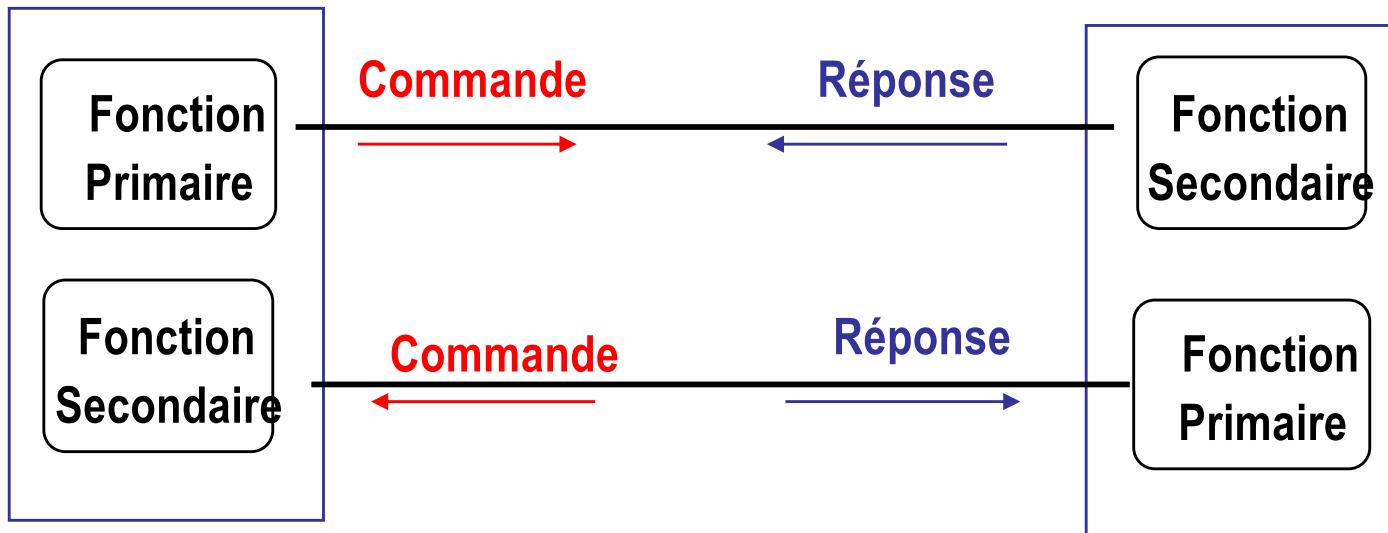 Fonction
Primaire
Commande
Réponse
Fonction
Secondaire
Fonction
Secondaire
Commande
Réponse
Fonction
Primaire